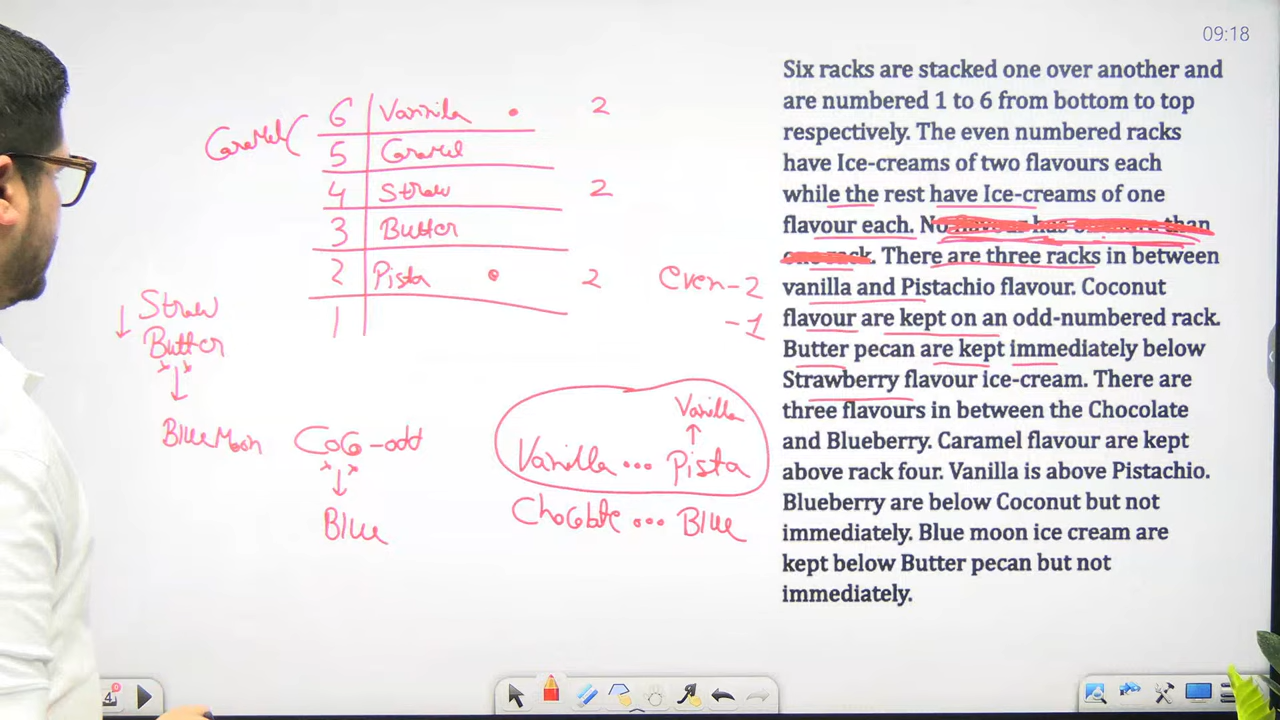 09:18
Six racks are stacked one over another and
are numbered 1 to 6 from bottom to top
respectively. The even numbered racks
have Ice-creams of two flavours each
while the rest have Ice-creams of one
flavour each. No than
. There are three racks in between
vanilla and Pistachio flavour. Coconut
flavour are kept on an odd-numbered rack.
Butter pecan are kept immediately below
Strawberry flavour ice-cream. There are
three flavours in between the Chocolate
and Blueberry. Caramel flavour are kept
above rack four. Vanilla is above Pistachio.
Blueberry are below Coconut but not
immediately. Blue moon ice cream are
kept below Butter pecan but not
immediately.
Caramel(
6 Vannila 2
5 Caramel
4 Straw 2
3 Butter
2 Pista 2
1
Even-2
-1
Straw
Butter
BlueMoon
CoCo-odd
Blue
Vanilla
Vanilla ... Pista
Chocolate ... Blue
4